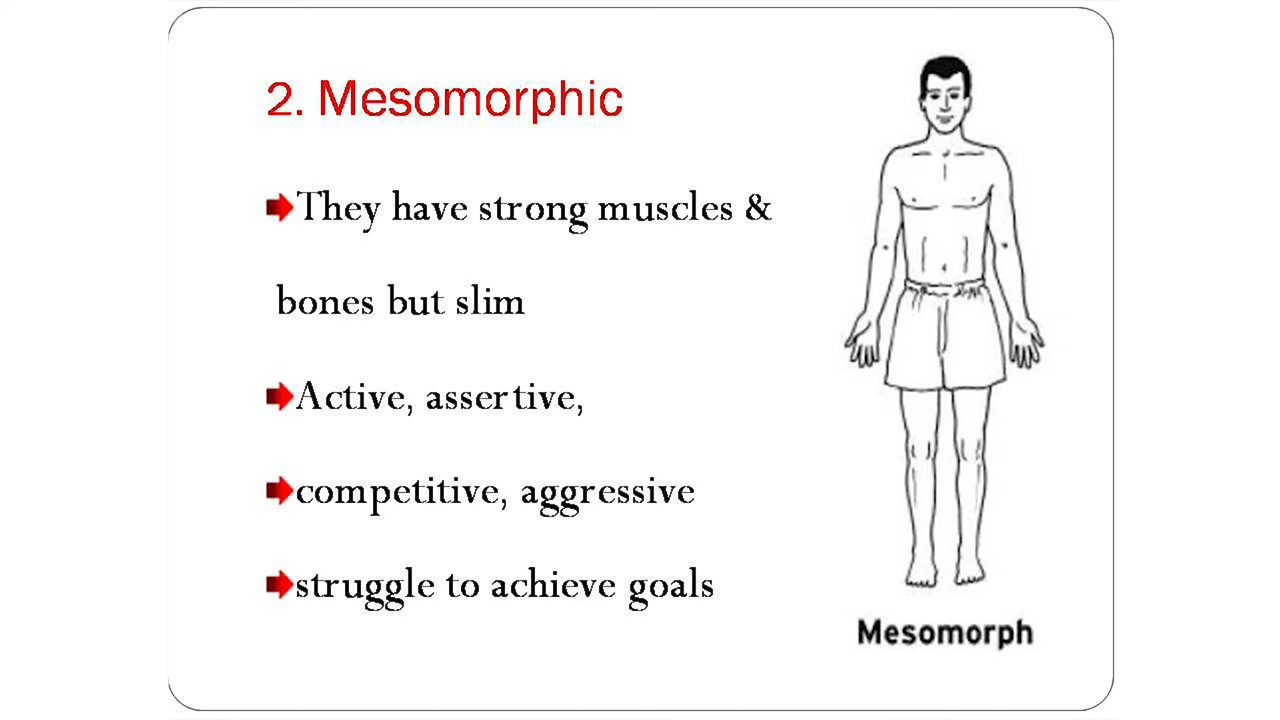 2. Mesomorphic
They have strong muscles &
bones but slim
Active, assertive,
competitive, aggressive
struggle to achieve goals
Mesomorph